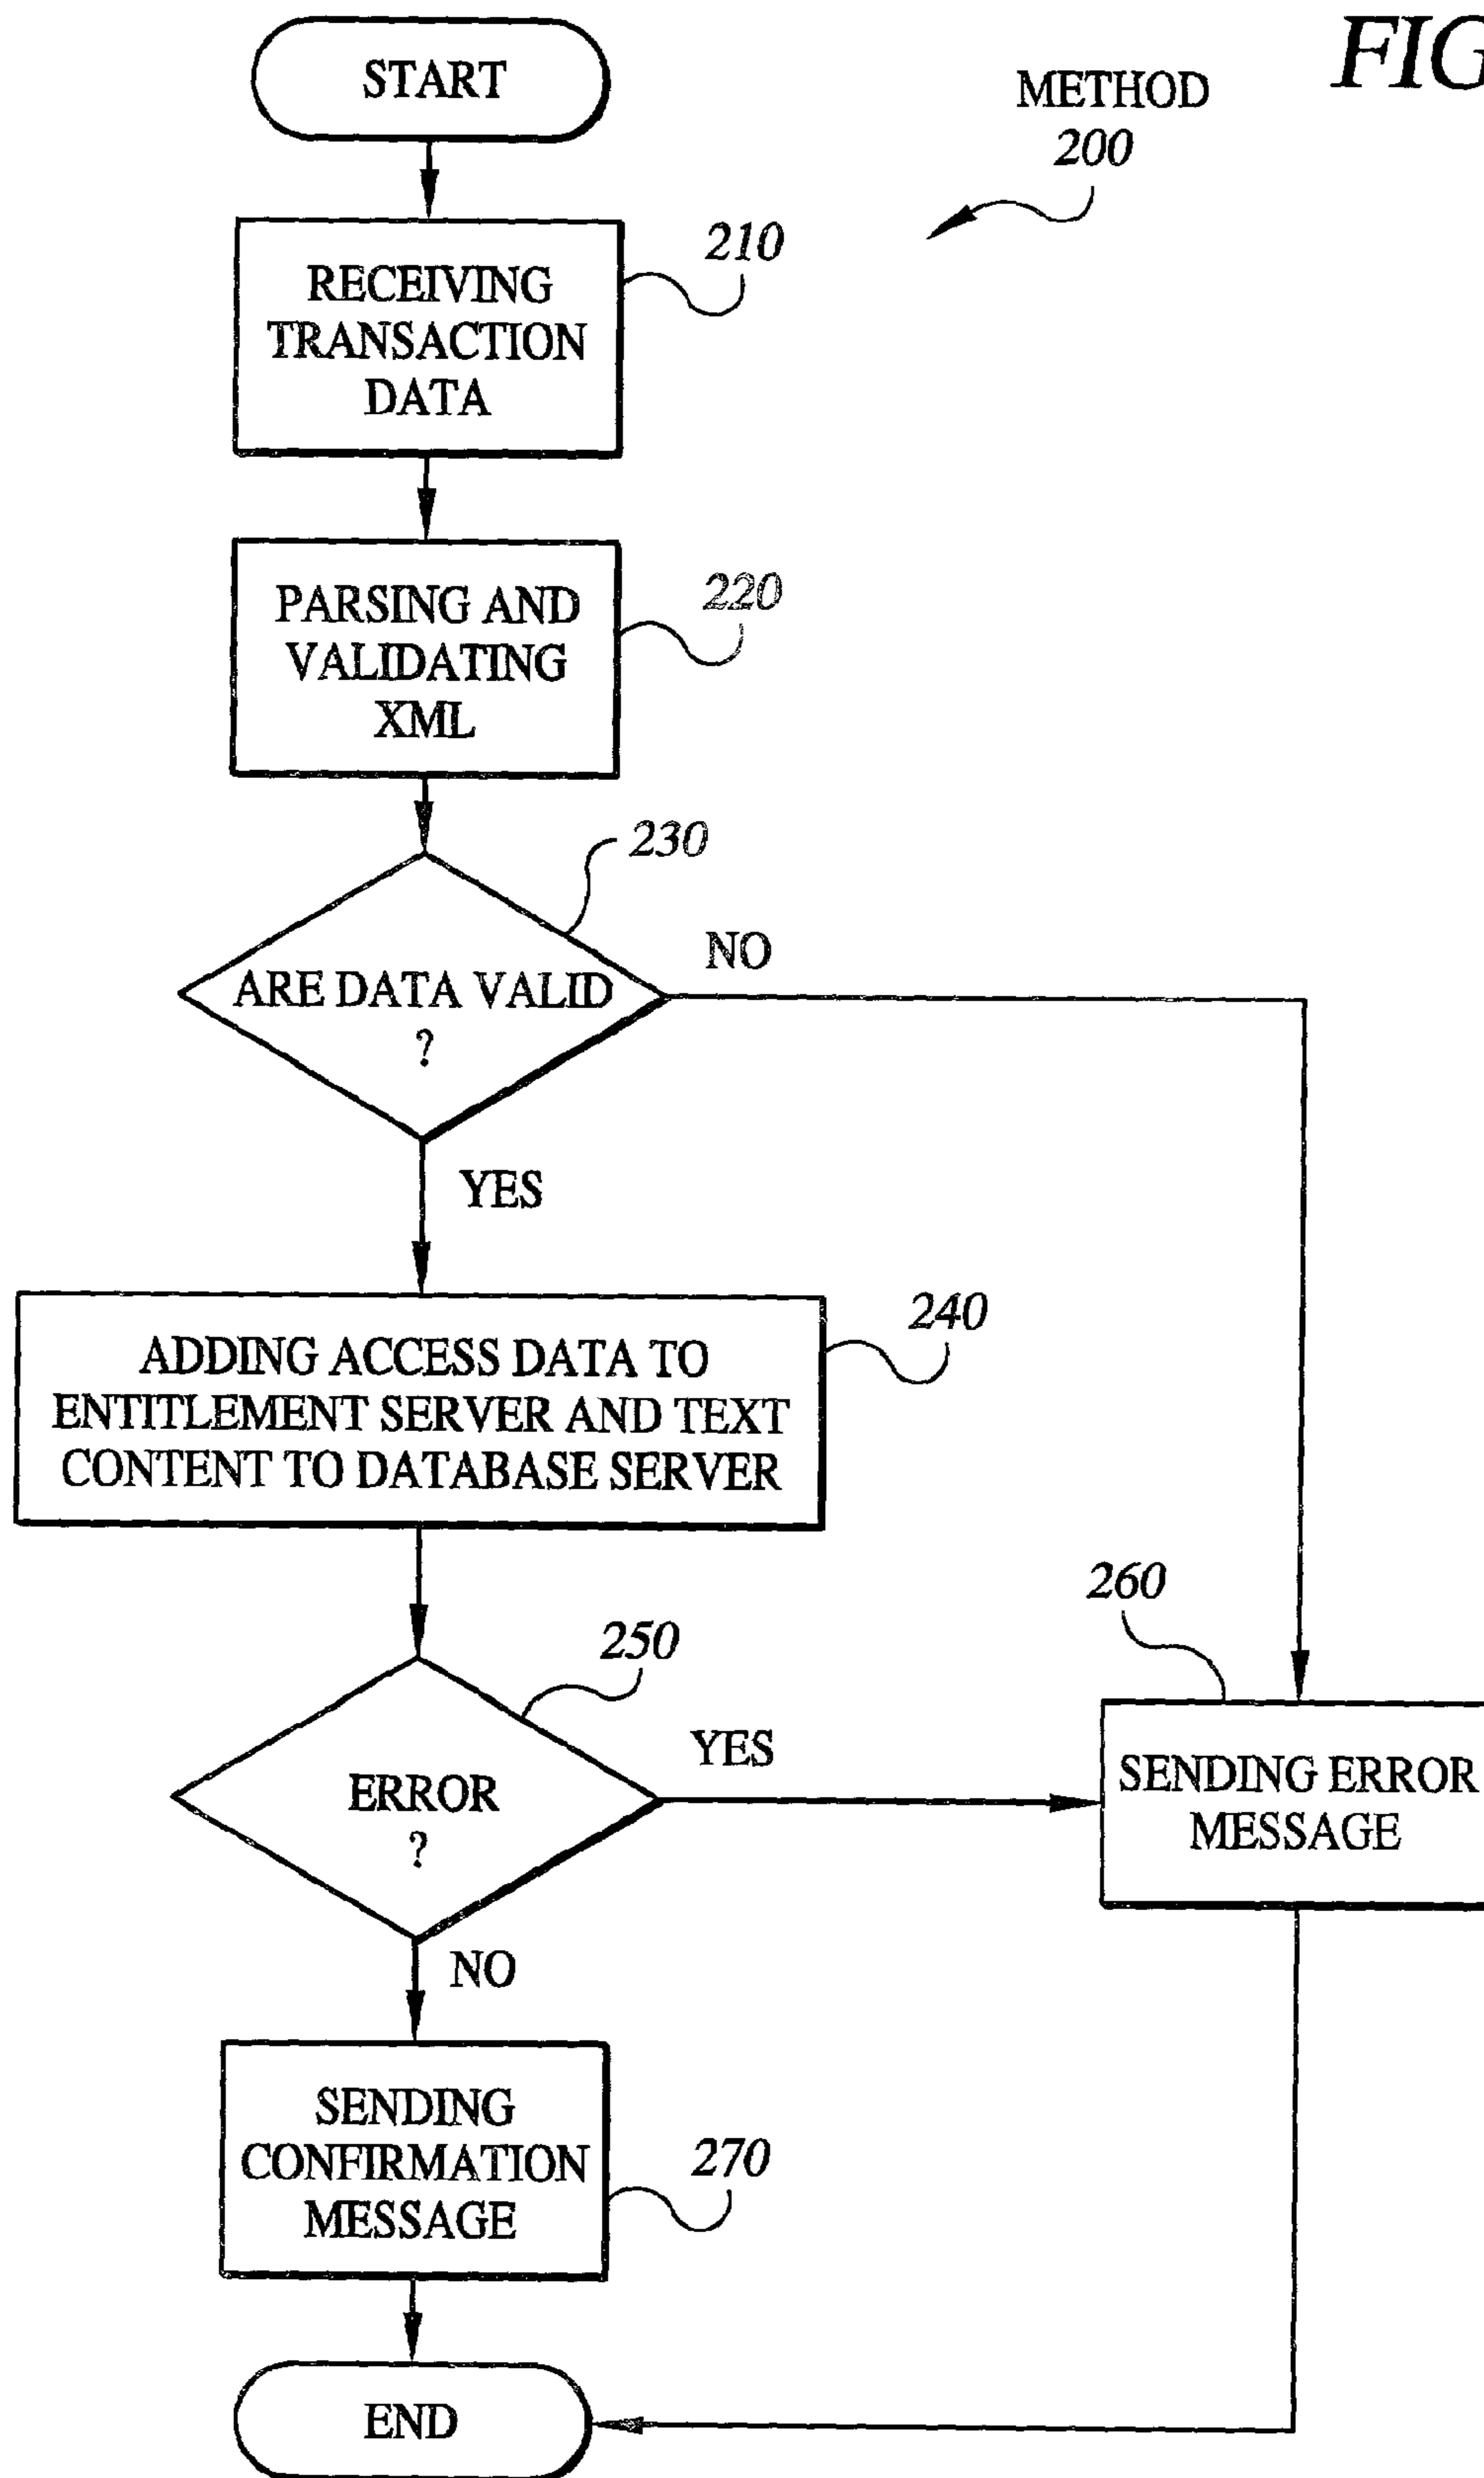 START
METHOD
200
FIG
210
RECEIVING
TRANSACTION
DATA
220
PARSING AND
VALIDATING
XML
230
ARE DATA VALID
?
NO
YES
240
ADDING ACCESS DATA TO
ENTITLEMENT SERVER AND TEXT
CONTENT TO DATABASE SERVER
250
ERROR
?
YES
260
SENDING ERROR
MESSAGE
NO
SENDING
CONFIRMATION
MESSAGE
270
END